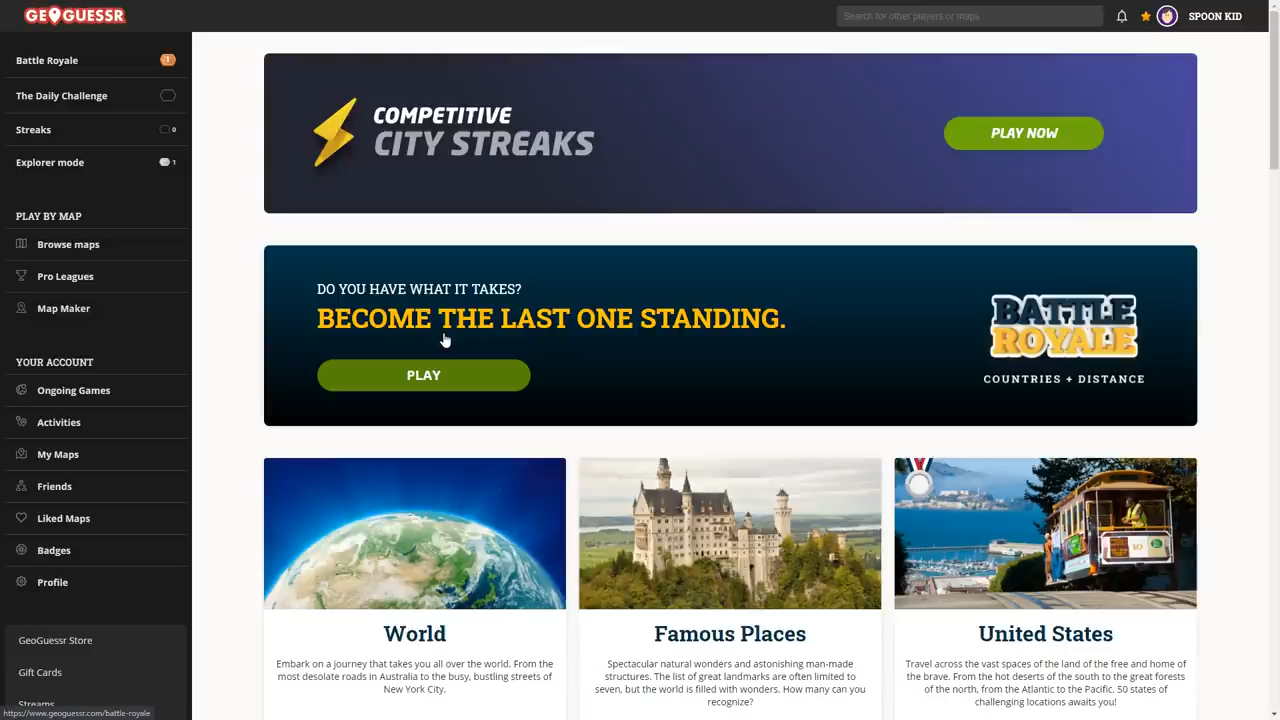 GEOGUESSR
Search for other players or maps
SPOON KID
Battle Royale
1
The Daily Challenge
Streaks
0
Explorer mode
1
PLAY BY MAP
Browse maps
Pro Leagues
Map Maker
YOUR ACCOUNT
Ongoing Games
Activities
My Maps
Friends
Liked Maps
Badges
Profile
GeoGuessr Store
Gift Cards
Streams
https://www.geoguessr.com/battle-royale
COMPETITIVE
CITY STREAKS
PLAY NOW
DO YOU HAVE WHAT IT TAKES?
BECOME THE LAST ONE STANDING.
PLAY
BATTLE
ROYALE
COUNTRIES + DISTANCE
World
Embark on a journey that takes you all over the world. From the
most desolate roads in Australia to the busy, bustling streets of
New York City.
Famous Places
Spectacular natural wonders and astonishing man-made
structures. The list of great landmarks are often limited to
seven, but the world is filled with wonders. How many can you
recognize?
United States
Travel across the vast spaces of the land of the free and home of
the brave. From the hot deserts of the south to the great forests
of the north, from the Atlantic to the Pacific. 50 states of
challenging locations awaits you!